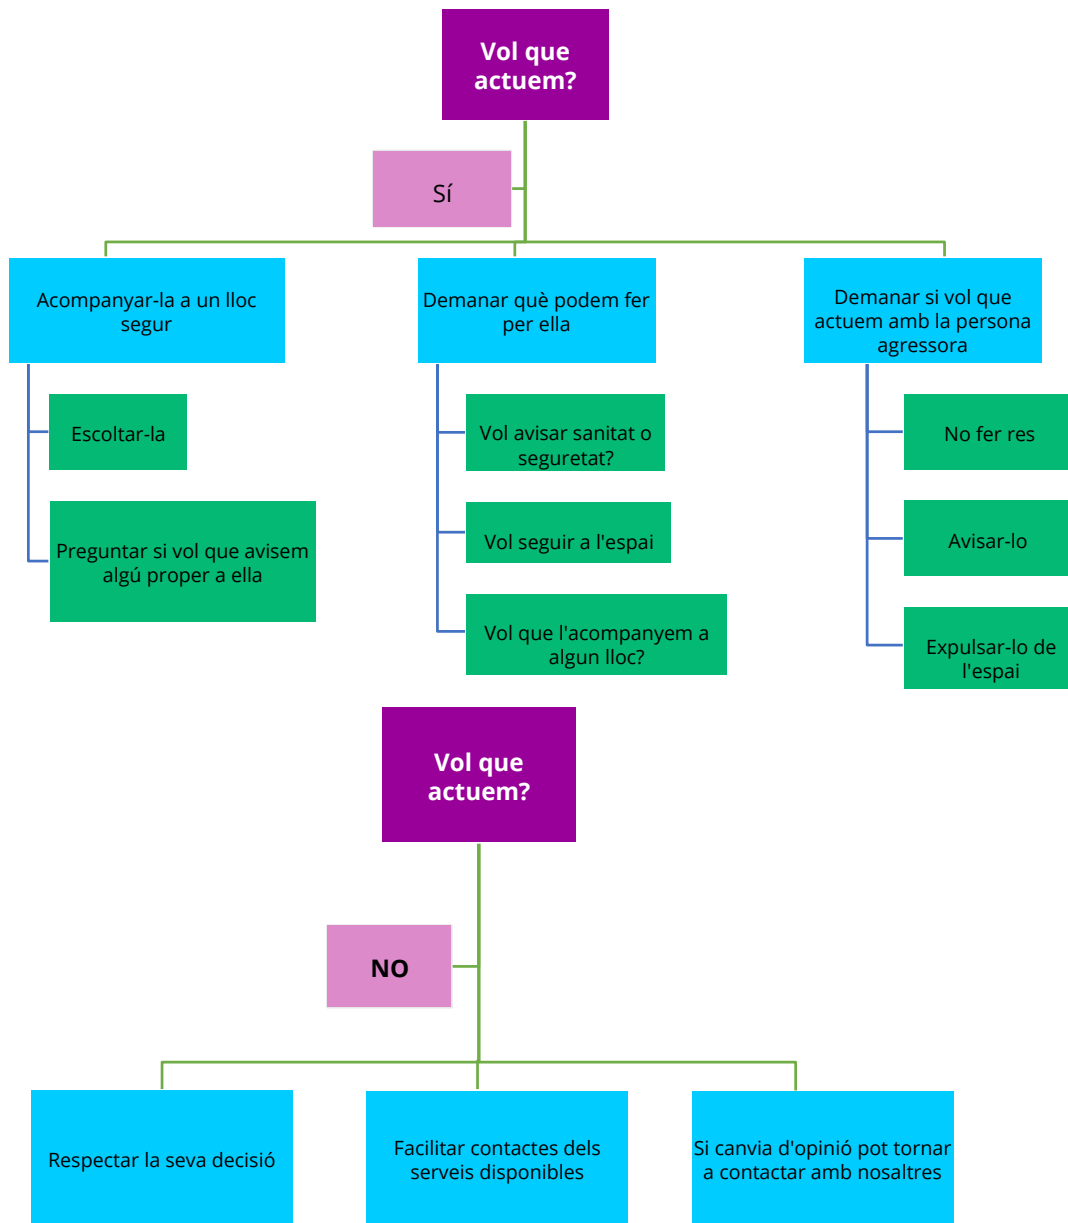 Vol que
actuem?
Sí
Acompanyar-la a un lloc
segur
Escoltar-la
Preguntar si vol que avisem
algú proper a ella
Demanar què podem fer
per ella
Vol avisar sanitat o
seguretat?
Vol seguir a l'espai
Vol que l'acompanyem a
algun lloc?
Demanar si vol que
actuem amb la persona
agressora
No fer res
Avisar-lo
Expulsar-lo de
l'espai
Vol que
actuem?
NO
Respectar la seva decisió
Facilitar contactes dels
serveis disponibles
Si canvia d'opinió pot tornar
a contactar amb nosaltres